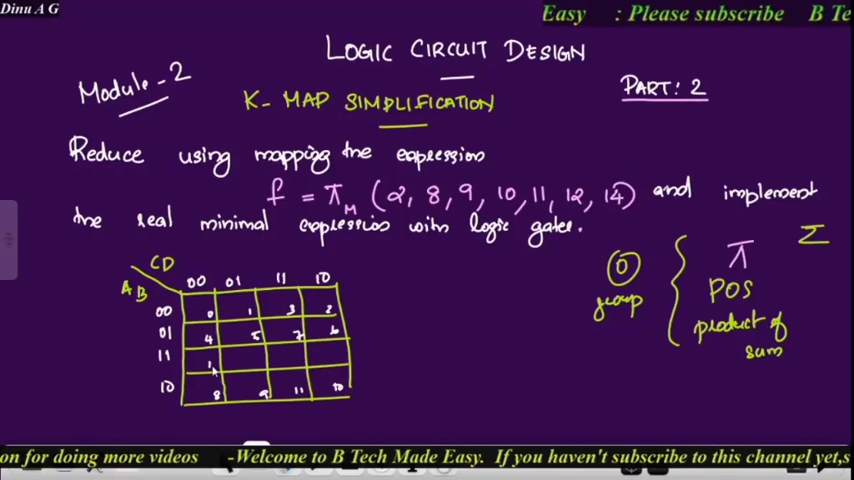 Dinu A G
Easy : Please subscribe B Te
LOGIC CIRCUIT DESIGN
Module - 2
PART: 2
K- MAP SIMPLIFICATION
Reduce using mapping the expression
f = πM (2, 8, 9, 10, 11, 12, 14) and implement
the real minimal expression with logic gates.
Σ
0 { π
group POS
product of
sum
CD
AB 00 01 11 10
00 0 1 3 2
01 4 5 7 6
11 1
10 8 9 11 10
on for doing more videos -Welcome to B Tech Made Easy. If you haven't subscribe to this channel yet,s